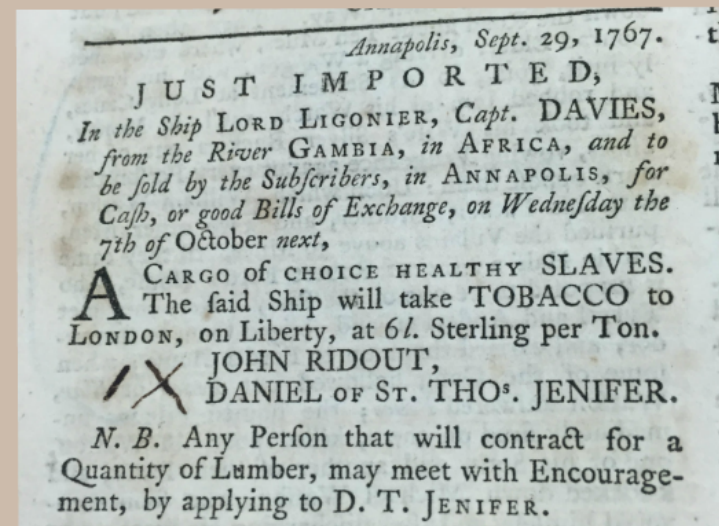 Annapolis, Sept. 29, 1767.
JUST IMPORTED,
In the Ship LORD LIGONIER, Capt. DAVIES,
from the River GAMBIA, in AFRICA, and to
be ſold by the Subſcribers, in ANNAPOLIS, for
Caſh, or good Bills of Exchange, on Wedneſday the
7th of October next,
A CARGO of CHOICE HEALTHY SLAVES.
The ſaid Ship will take TOBACCO to
LONDON, on Liberty, at 6l. Sterling per Ton.
JOHN RIDOUT,
DANIEL OF ST. THOˢ. JENIFER.
N. B. Any Perſon that will contract for a
Quantity of Lumber, may meet with Encourage-
ment, by applying to D. T. JENIFER.